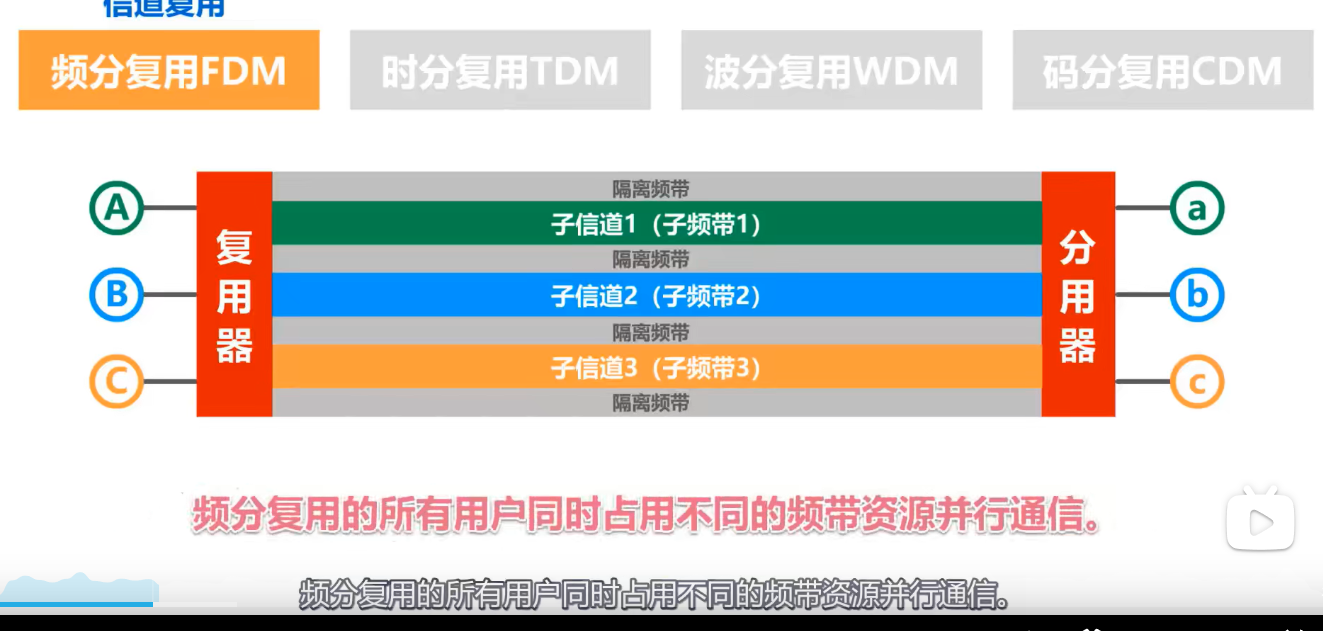 信道复用
频分复用FDM
时分复用TDM
波分复用WDM
码分复用CDM
A
B
C
复用器
隔离频带
子信道1（子频带1）
隔离频带
子信道2（子频带2）
隔离频带
子信道3（子频带3）
隔离频带
分用器
a
b
c
频分复用的所有用户同时占用不同的频带资源并行通信。
频分复用的所有用户同时占用不同的频带资源并行通信。